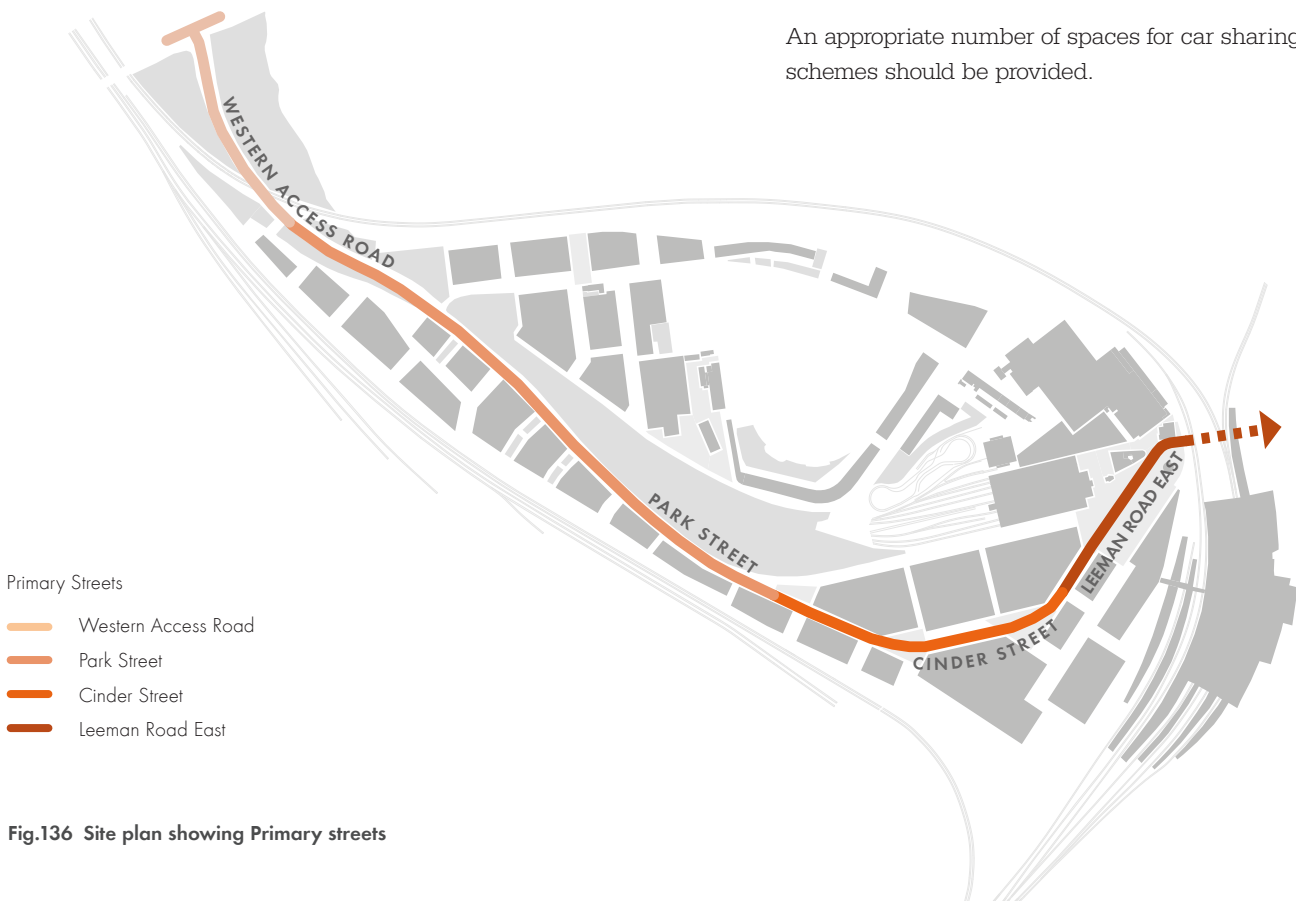 An appropriate number of spaces for car sharing
schemes should be provided.
WESTERN ACCESS ROAD
PARK STREET
CINDER STREET
LEEMAN ROAD EAST
Primary Streets
Western Access Road
Park Street
Cinder Street
Leeman Road East
Fig.136 Site plan showing Primary streets